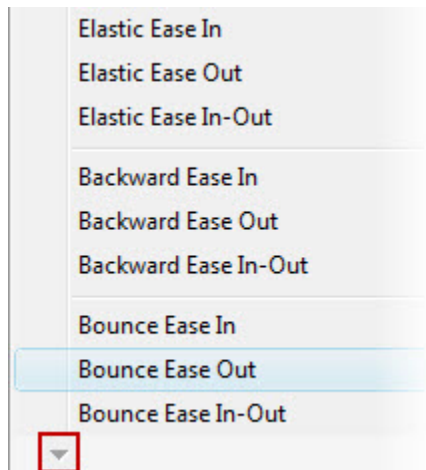 Elastic Ease In
Elastic Ease Out
Elastic Ease In-Out
Backward Ease In
Backward Ease Out
Backward Ease In-Out
Bounce Ease In
Bounce Ease Out
Bounce Ease In-Out